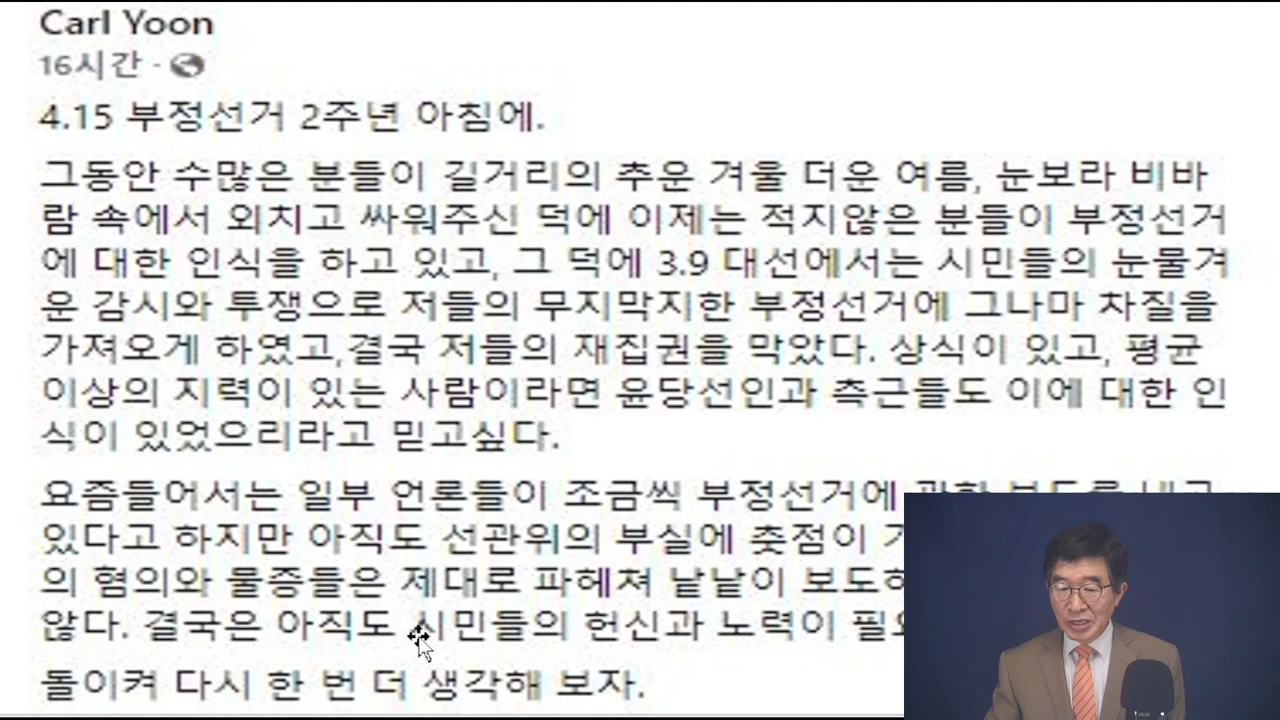 Carl Yoon
16시간 ·
4.15 부정선거 2주년 아침에.
그동안 수많은 분들이 길거리의 추운 겨울 더운 여름, 눈보라 비바
람 속에서 외치고 싸워주신 덕에 이제는 적지않은 분들이 부정선거
에 대한 인식을 하고 있고, 그 덕에 3.9 대선에서는 시민들의 눈물겨
운 감시와 투쟁으로 저들의 무지막지한 부정선거에 그나마 차질을
가져오게 하였고,결국 저들의 재집권을 막았다. 상식이 있고, 평균
이상의 지력이 있는 사람이라면 윤당선인과 측근들도 이에 대한 인
식이 있었으리라고 믿고싶다.
요즘들어서는 일부 언론들이 조금씩 부정선거에
있다고 하지만 아직도 선관위의 부실에 촛점이
의 혐의와 물증들은 제대로 파헤쳐 낱낱이
않다. 결국은 아직도 시민들의 헌신과 노력이
돌이켜 다시 한 번 더 생각해 보자.